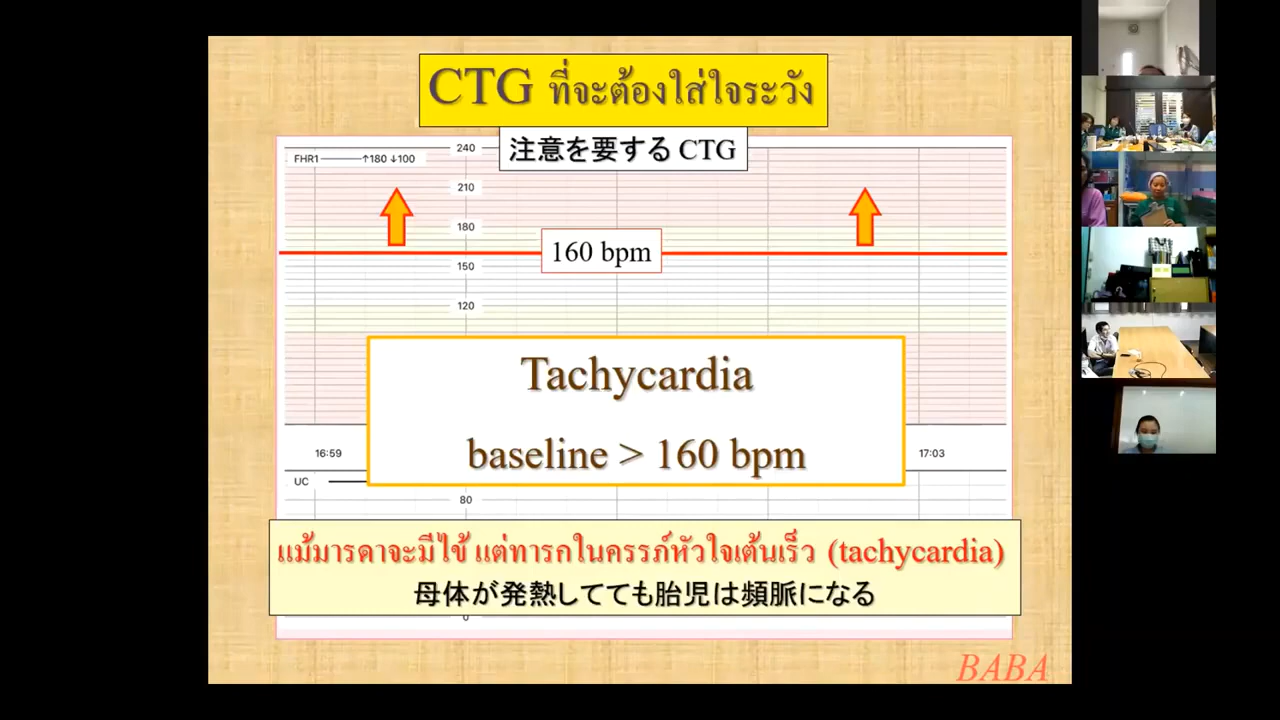 CTG ที่จะต้องใส่ใจระวัง
注意を要する CTG
FHR1 ↑180 ↓100
240
210
180
160 bpm
150
120
Tachycardia
baseline > 160 bpm
16:59
17:03
UC
80
แม้มารดาจะมีไข้ แต่ทารกในครรภ์หัวใจเต้นเร็ว (tachycardia)
母体が発熱してても胎児は頻脈になる
0
BABA